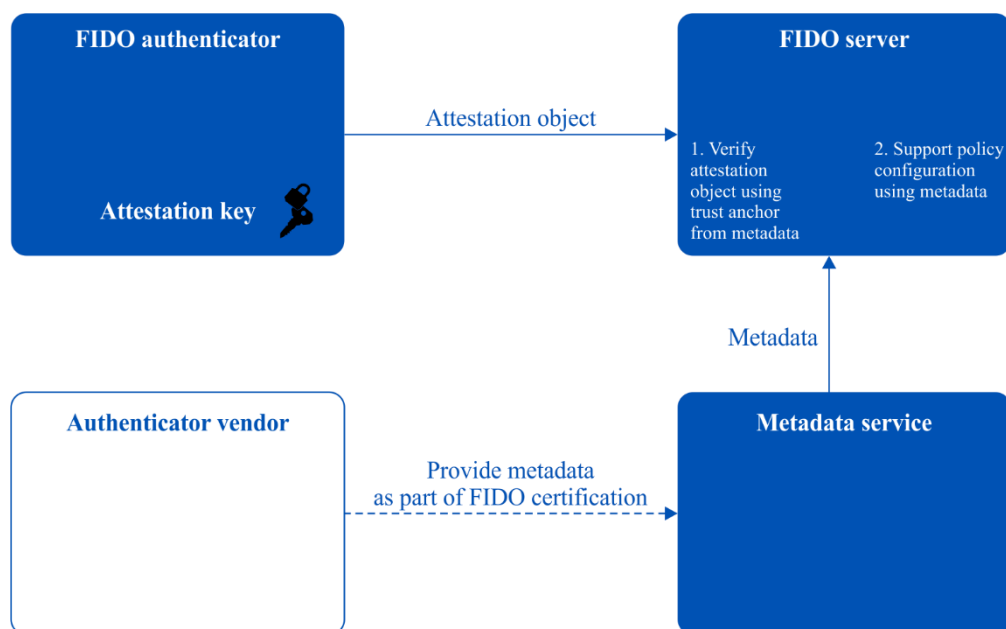 FIDO authenticator
FIDO server
Attestation object
1. Verify
attestation
object using
trust anchor
from metadata
2. Support policy
configuration
using metadata
Attestation key
Metadata
Authenticator vendor
Metadata service
Provide metadata
as part of FIDO certification